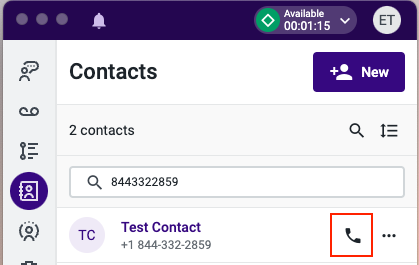 Available
00:01:15
ET
Contacts
New
2 contacts
8443322859
TC
Test Contact
+1 844-332-2859